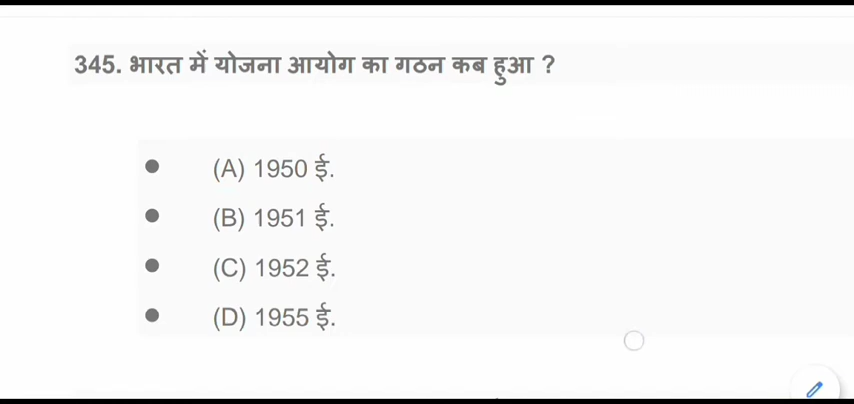 345. भारत में योजना आयोग का गठन कब हुआ ?
(A) 1950 ई.
(B) 1951 ई.
(C) 1952 ई.
(D) 1955 ई.